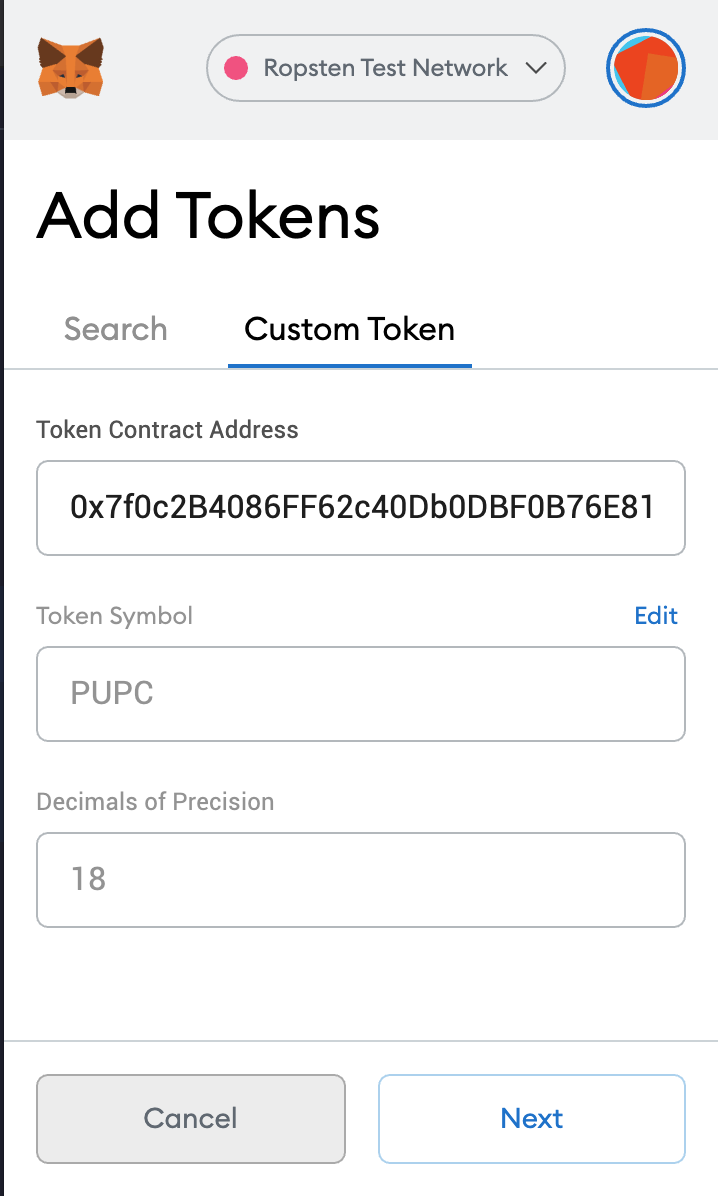 Ropsten Test Network
Add Tokens
Search Custom Token
Token Contract Address
0x7f0c2B4086FF62c40Db0DBF0B76E81
Token Symbol Edit
PUPC
Decimals of Precision
18
Cancel Next